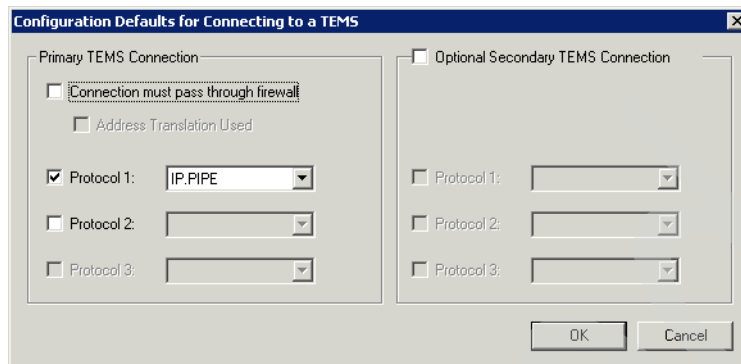 Configuration Defaults for Connecting to a TEMS
Primary TEMS Connection
Connection must pass through firewall
Address Translation Used
Protocol 1: IP.PIPE
Protocol 2:
Protocol 3:
Optional Secondary TEMS Connection
Protocol 1:
Protocol 2:
Protocol 3:
OK Cancel